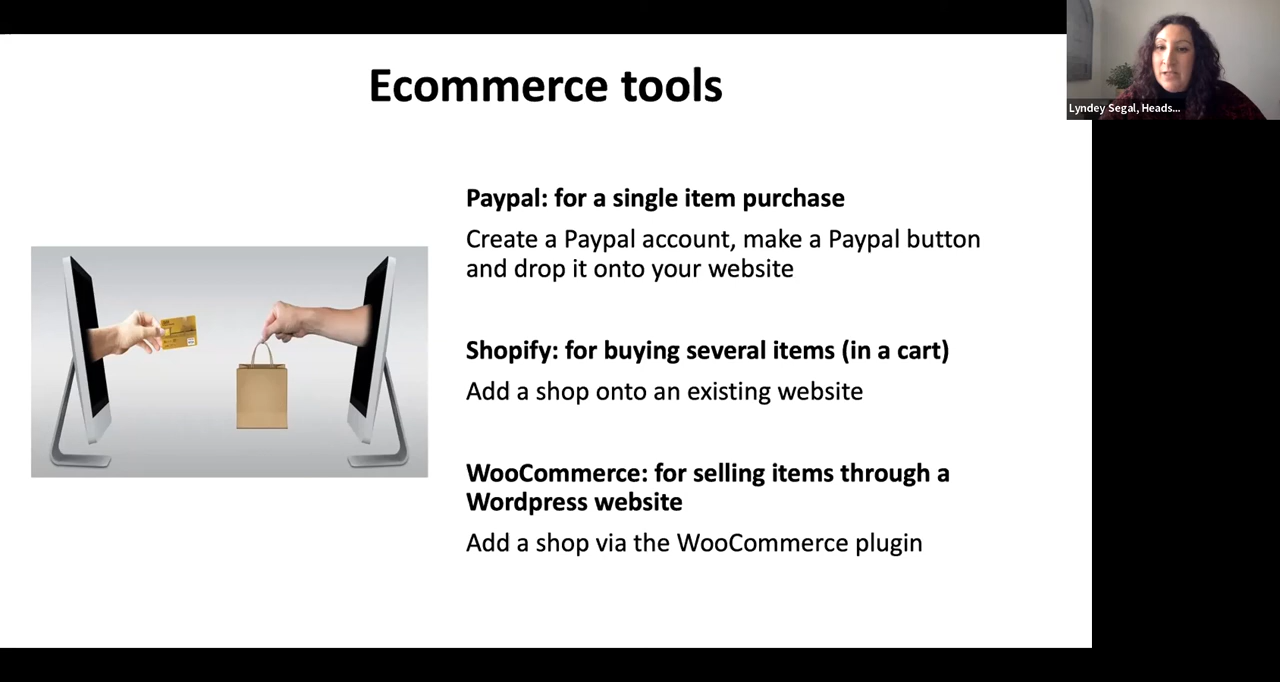 Ecommerce tools
Lyndey Segal, Heads...
Paypal: for a single item purchase
Create a Paypal account, make a Paypal button
and drop it onto your website
Shopify: for buying several items (in a cart)
Add a shop onto an existing website
WooCommerce: for selling items through a
Wordpress website
Add a shop via the WooCommerce plugin